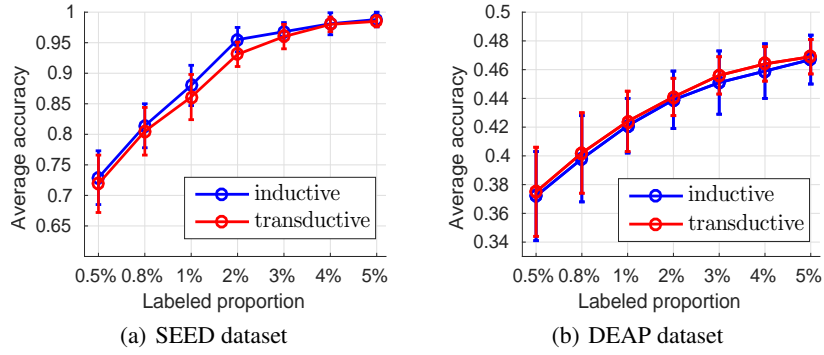 1
0.95
0.9
0.85
0.8
0.75
0.7
0.65
Average accuracy
inductive
transductive
0.5% 0.8% 1% 2% 3% 4% 5%
Labeled proportion
(a) SEED dataset
0.5
0.48
0.46
0.44
0.42
0.4
0.38
0.36
0.34
Average accuracy
inductive
transductive
0.5% 0.8% 1% 2% 3% 4% 5%
Labeled proportion
(b) DEAP dataset